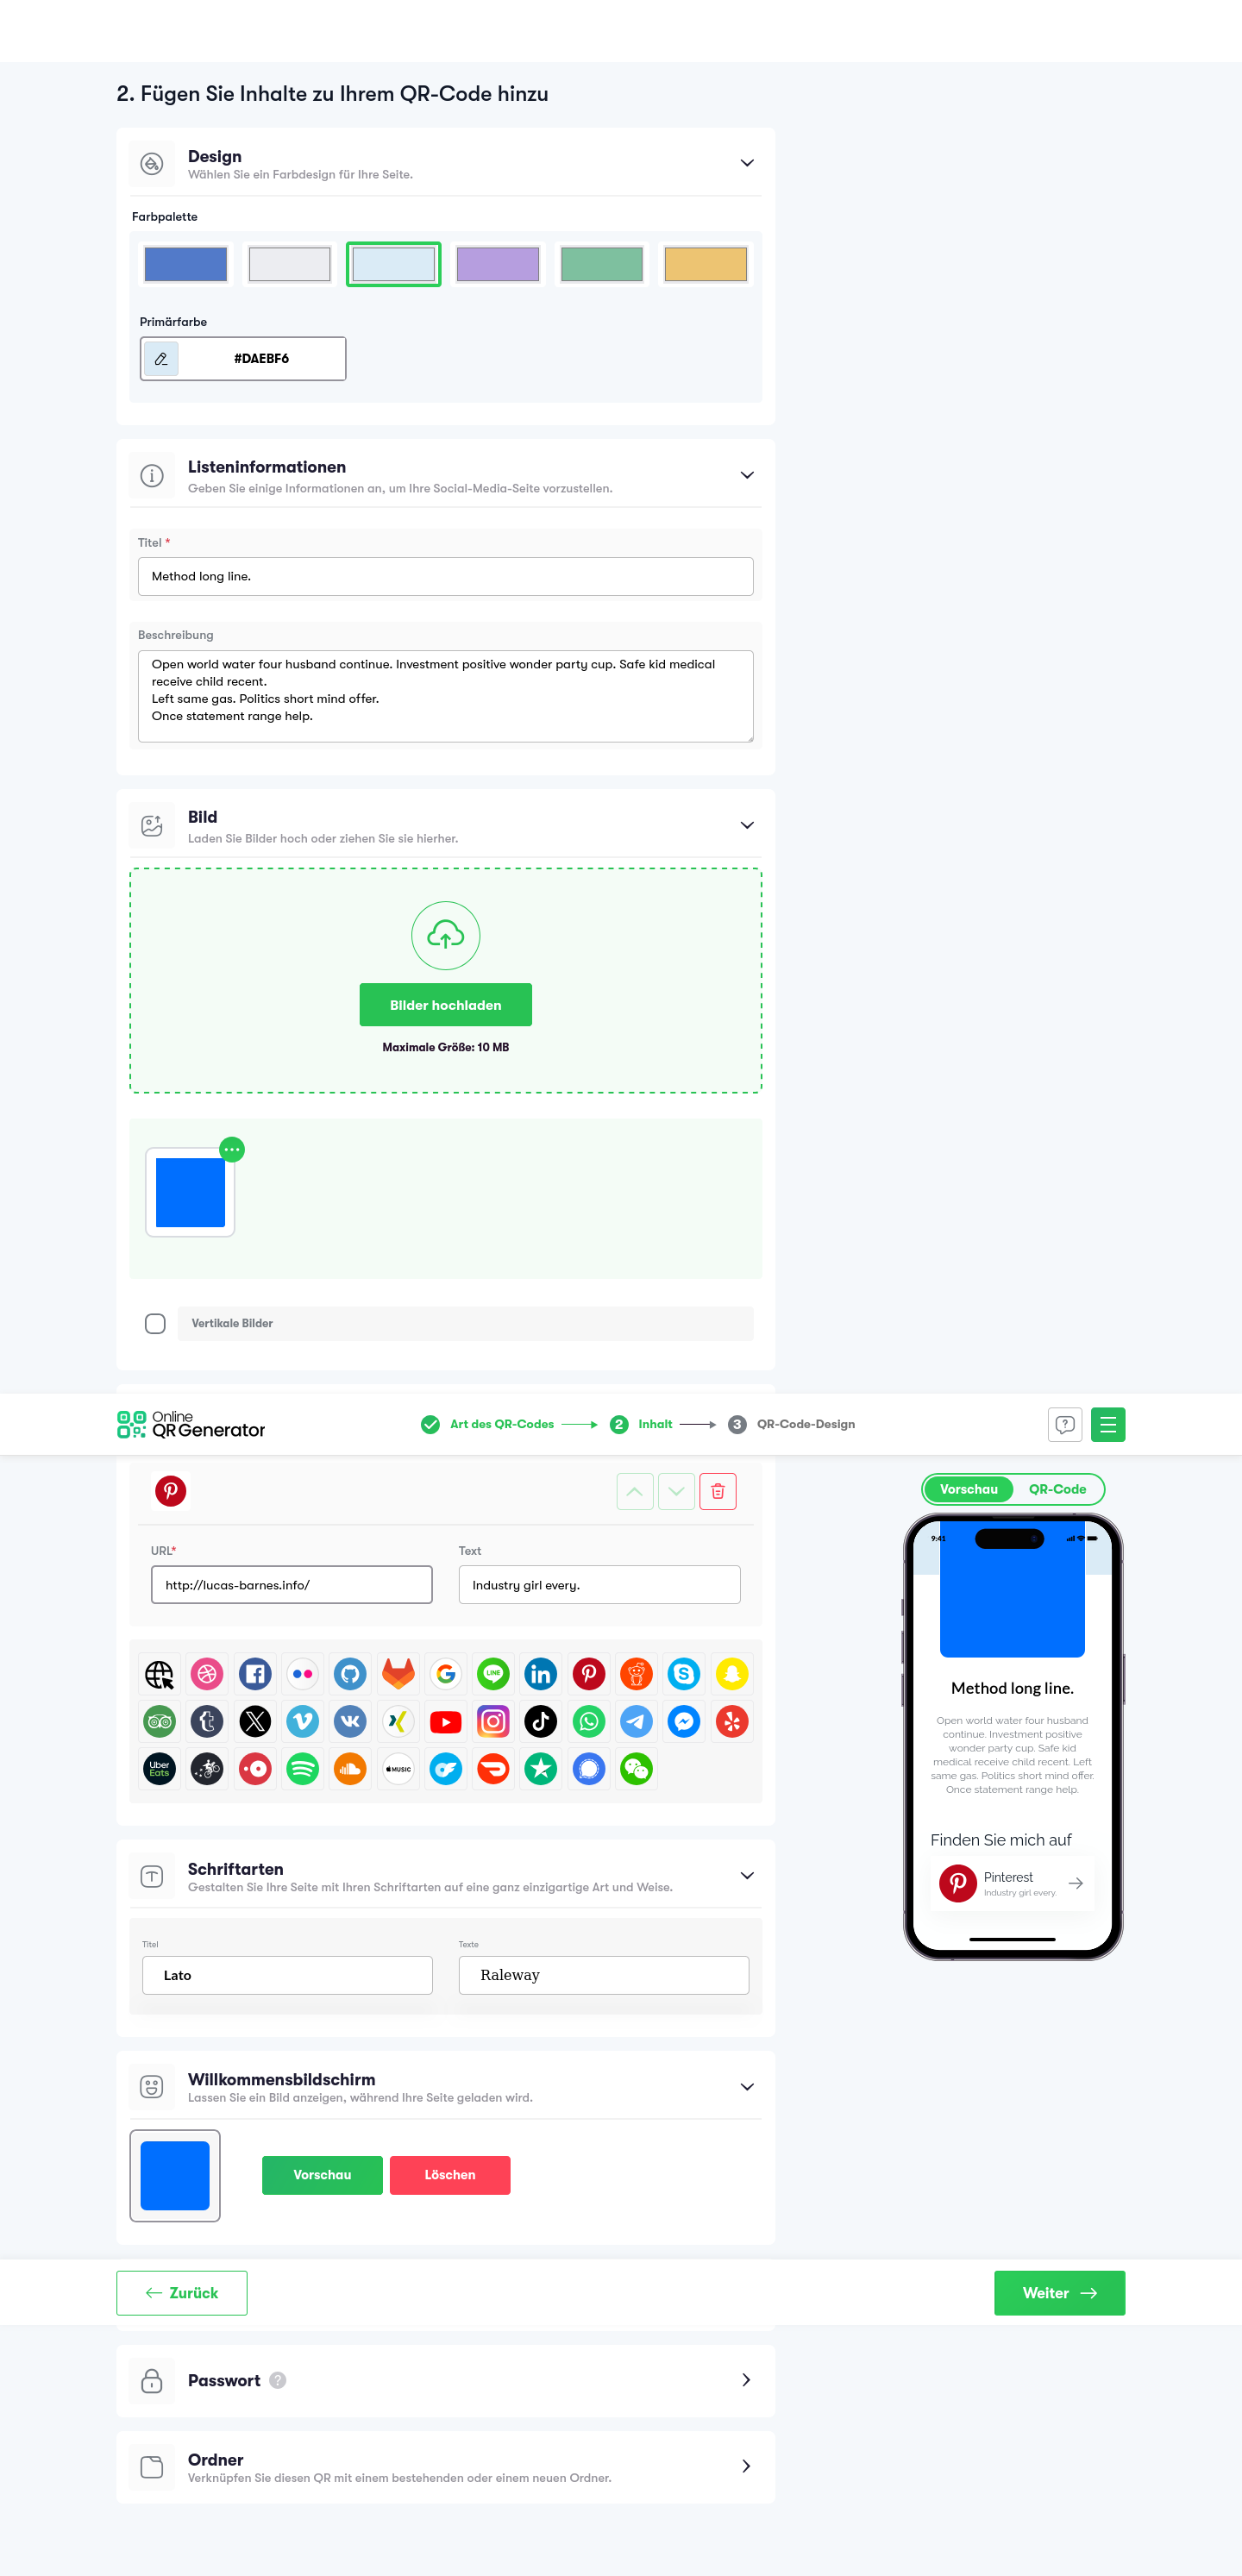 2. Fügen Sie Inhalte zu Ihrem QR-Code hinzu
Design
Wählen Sie ein Farbdesign für Ihre Seite.
Farbpalette
Primärfarbe
#DAEBF6
Listeninformationen
Geben Sie einige Informationen an, um Ihre Social-Media-Seite vorzustellen.
Titel *
Method long line.
Beschreibung
Open world water four husband continue. Investment positive wonder party cup. Safe kid medical
receive child recent.
Left same gas. Politics short mind offer.
Once statement range help.
Bild
Laden Sie Bilder hoch oder ziehen Sie sie hierher.
Bilder hochladen
Maximale Größe: 10 MB
Vertikale Bilder
Online
QR Generator
Art des QR-Codes
2 Inhalt
3 QR-Code-Design
Vorschau QR-Code
URL*
Text
http://lucas-barnes.info/
Industry girl every.
LINE
Uber
Eats
MUSIC
9:41
Method long line.
Open world water four husband
continue. Investment positive
wonder party cup. Safe kid
medical receive child recent. Left
same gas. Politics short mind offer.
Once statement range help.
Finden Sie mich auf
Pinterest
Industry girl every.
Schriftarten
Gestalten Sie Ihre Seite mit Ihren Schriftarten auf eine ganz einzigartige Art und Weise.
Titel
Texte
Lato
Raleway
Willkommensbildschirm
Lassen Sie ein Bild anzeigen, während Ihre Seite geladen wird.
Vorschau
Löschen
Zurück
Weiter
Passwort ?
Ordner
Verknüpfen Sie diesen QR mit einem bestehenden oder einem neuen Ordner.